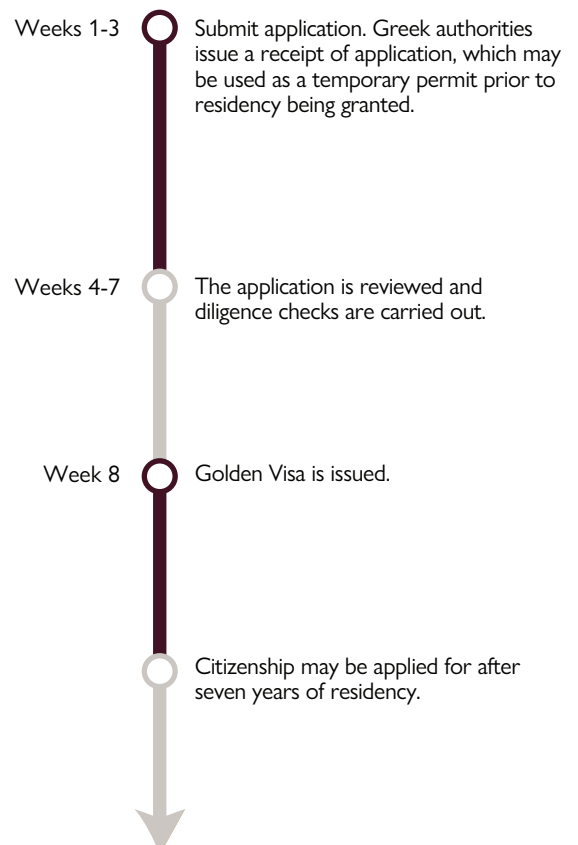 Weeks 1-3
Submit application. Greek authorities
issue a receipt of application, which may
be used as a temporary permit prior to
residency being granted.
Weeks 4-7
The application is reviewed and
diligence checks are carried out.
Week 8
Golden Visa is issued.
Citizenship may be applied for after
seven years of residency.